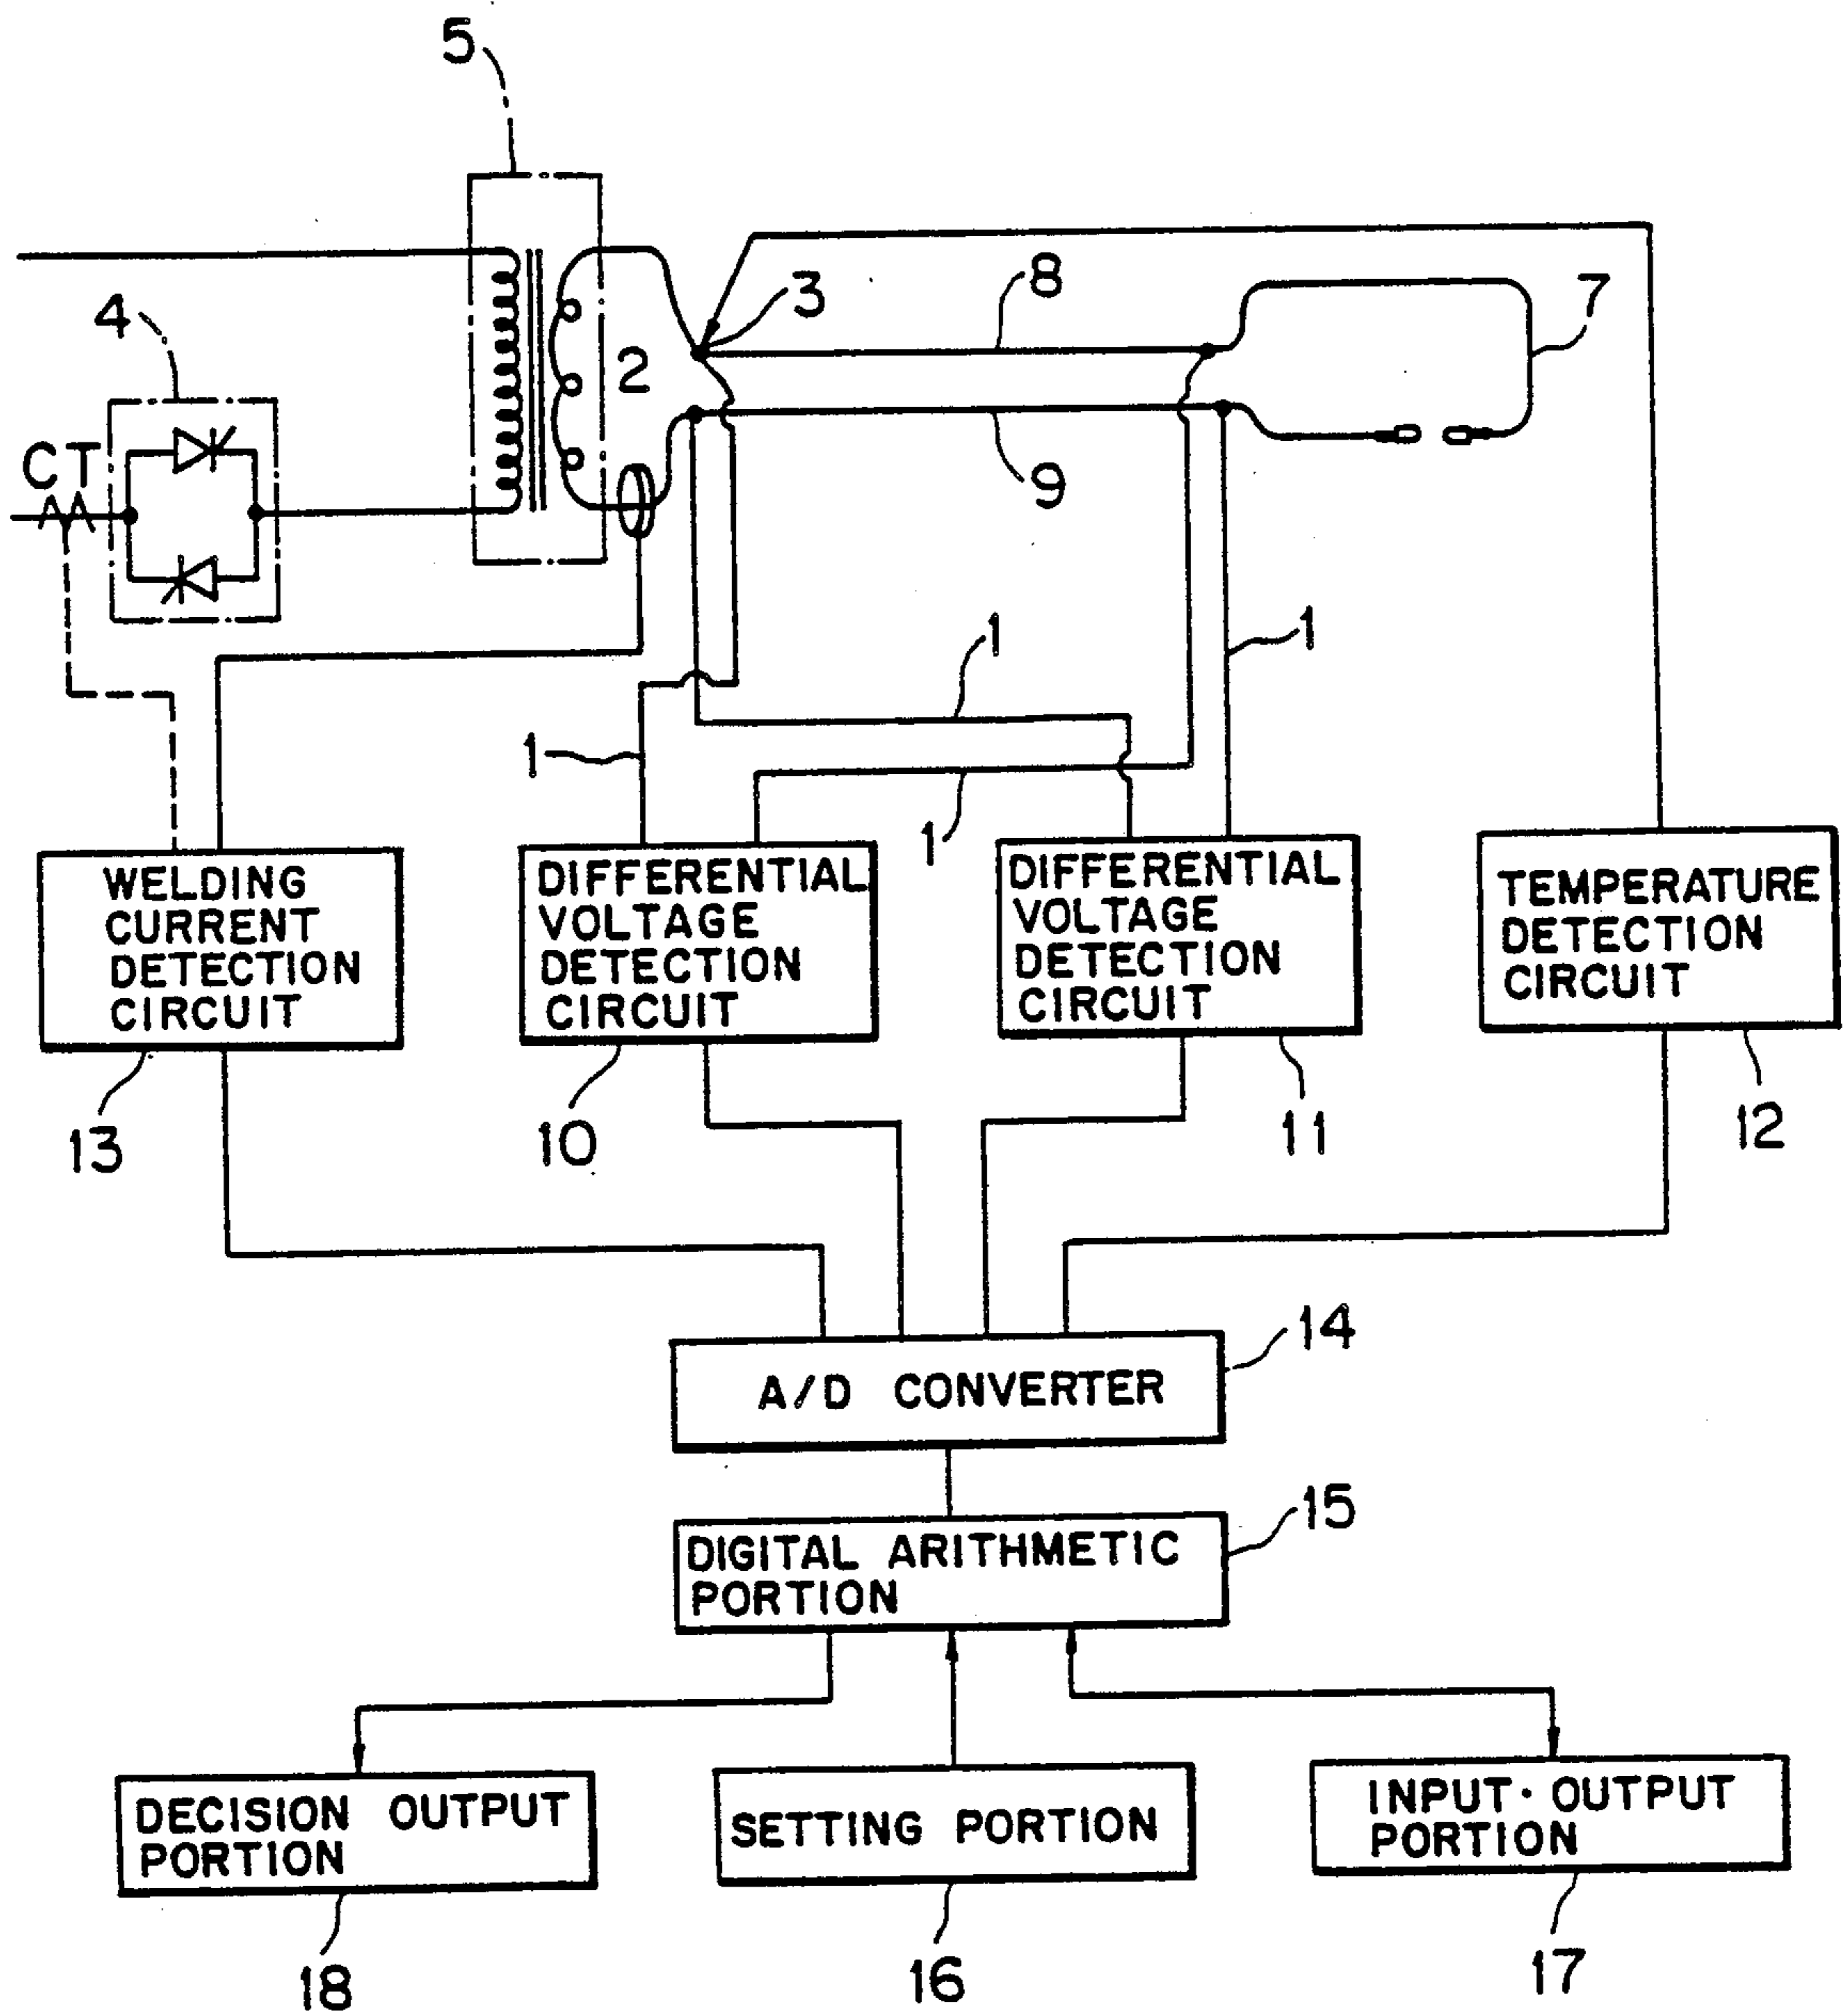 5
4
CT
2
3
8
7
9
1
1
1
1
WELDING
CURRENT
DETECTION
CIRCUIT
DIFFERENTIAL
VOLTAGE
DETECTION
CIRCUIT
DIFFERENTIAL
VOLTAGE
DETECTION
CIRCUIT
TEMPERATURE
DETECTION
CIRCUIT
13
10
11
12
14
A/D CONVERTER
15
DIGITAL ARITHMETIC
PORTION
DECISION OUTPUT
PORTION
SETTING PORTION
INPUT·OUTPUT
PORTION
18
16
17